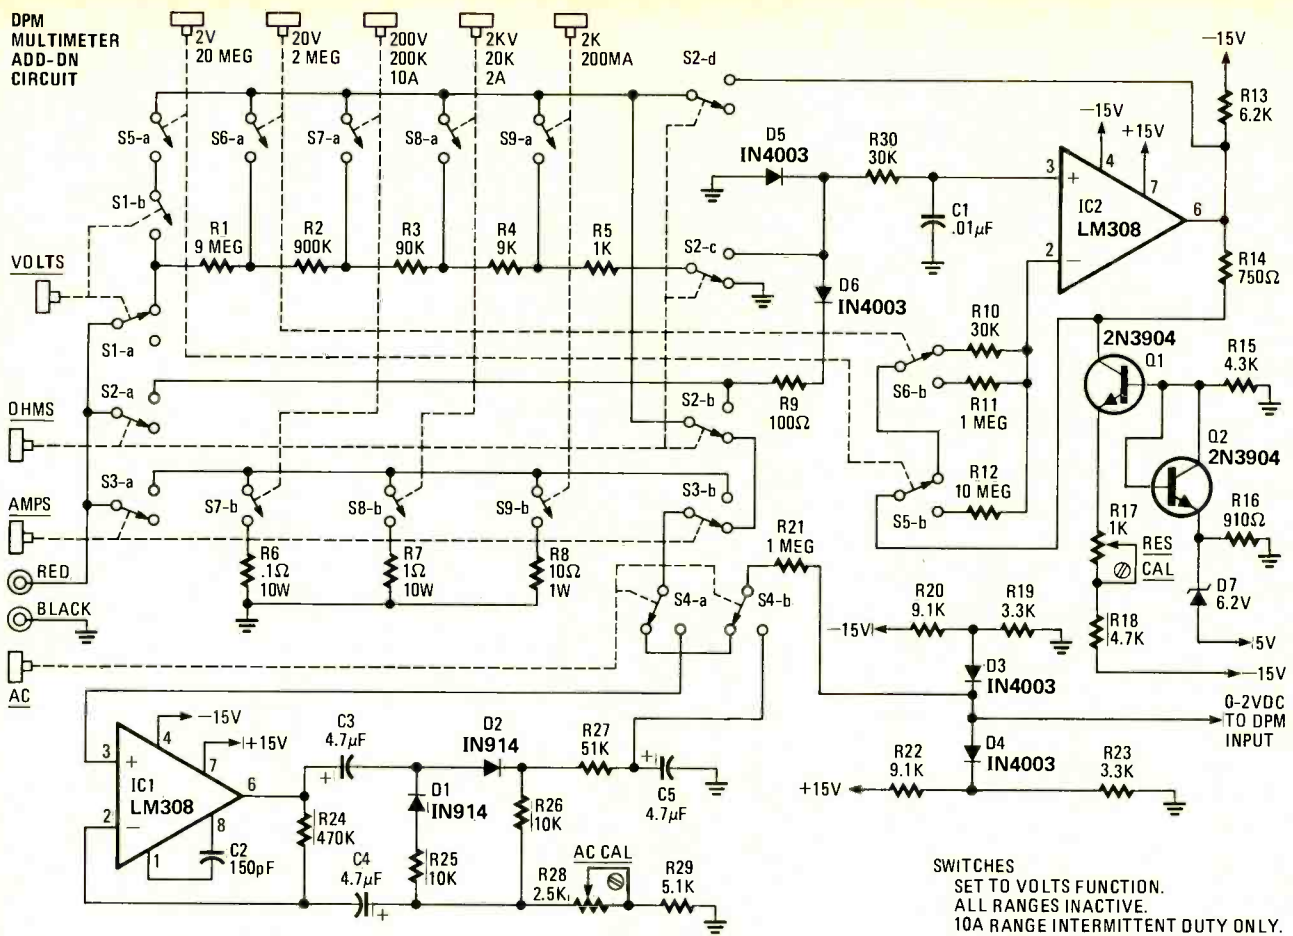 DPM
MULTIMETER
ADD-DN
CIRCUIT
2V
20 MEG
20V
2 MEG
200V
200K
10A
2KV
20K
2A
2K
200MA
S2-d
−15V
R13
6.2K
S5-a
S6-a
S7-a
S8-a
S9-a
D5
IN4003
R30
30K
−15V
+15V
3
+
4
7
IC2
LM308
6
2
−
C1
.01µF
S1-b
R1
9 MEG
R2
900K
R3
90K
R4
9K
R5
1K
S2-c
R14
750Ω
VOLTS
D6
IN4003
S1-a
R10
30K
2N3904
Q1
R15
4.3K
S6-b
R11
1 MEG
S2-a
S2-b
R9
100Ω
OHMS
Q2
2N3904
S3-a
S7-b
S8-b
S9-b
S3-b
R12
10 MEG
S5-b
AMPS
R21
1 MEG
R17
1K
RES
CAL
R16
910Ω
RED
R6
.1Ω
10W
R7
1Ω
10W
R8
10Ω
1W
D7
6.2V
BLACK
S4-a
S4-b
R20
9.1K
R19
3.3K
−15V
R18
4.7K
5V
−15V
AC
D3
IN4003
0-2VDC
TO DPM
INPUT
−15V
+15V
3
+
4
7
IC1
LM308
6
2
−
8
1
C2
150pF
C3
4.7µF
+
D2
IN914
R27
51K
+
C5
4.7µF
D4
IN4003
R22
9.1K
R23
3.3K
+15V
D1
IN914
R24
470K
R26
10K
C4
4.7µF
+
R25
10K
AC CAL
R28
2.5K
R29
5.1K
SWITCHES
SET TO VOLTS FUNCTION.
ALL RANGES INACTIVE.
10A RANGE INTERMITTENT DUTY ONLY.